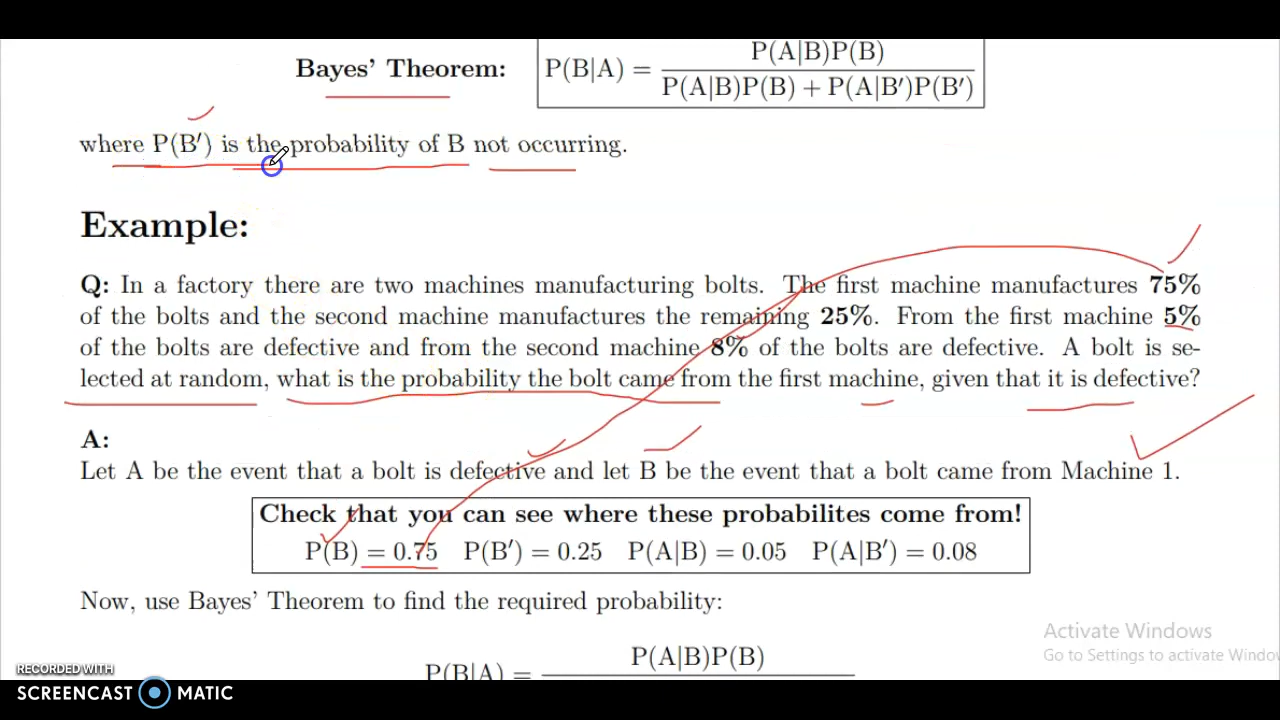 Bayes' Theorem: P(B|A) = P(A|B)P(B) / P(A|B)P(B) + P(A|B′)P(B′)
where P(B′) is the probability of B not occurring.
Example:
Q: In a factory there are two machines manufacturing bolts. The first machine manufactures 75%
of the bolts and the second machine manufactures the remaining 25%. From the first machine 5%
of the bolts are defective and from the second machine 8% of the bolts are defective. A bolt is se-
lected at random, what is the probability the bolt came from the first machine, given that it is defective?
A:
Let A be the event that a bolt is defective and let B be the event that a bolt came from Machine 1.
Check that you can see where these probabilites come from!
P(B) = 0.75 P(B′) = 0.25 P(A|B) = 0.05 P(A|B′) = 0.08
Now, use Bayes' Theorem to find the required probability:
P(A|B)P(B)
P(B|A) =
Activate Windows
Go to Settings to activate Windo
RECORDED WITH
SCREENCAST MATIC